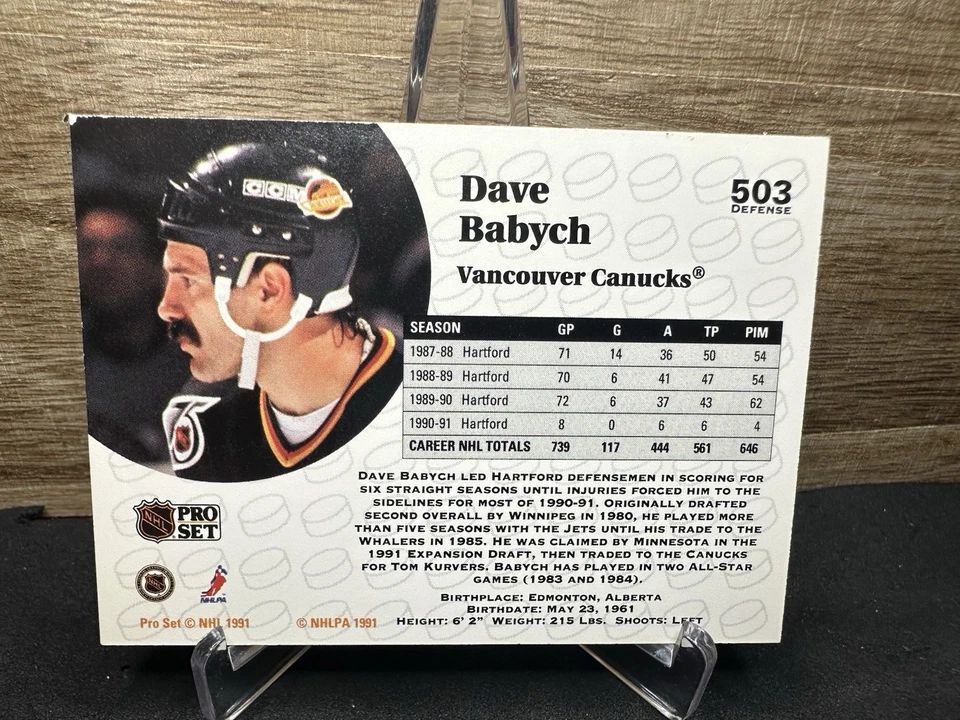 CCM
75
Dave
Babych
Vancouver Canucks®
503
DEFENSE
SEASON GP G A TP PIM
1987-88 Hartford 71 14 36 50 54
1988-89 Hartford 70 6 41 47 54
1989-90 Hartford 72 6 37 43 62
1990-91 Hartford 8 0 6 6 4
CAREER NHL TOTALS 739 117 444 561 646
DAVE BABYCH LED HARTFORD DEFENSEMEN IN SCORING FOR
SIX STRAIGHT SEASONS UNTIL INJURIES FORCED HIM TO THE
SIDELINES FOR MOST OF 1990-91. ORIGINALLY DRAFTED
SECOND OVERALL BY WINNIPEG IN 1980, HE PLAYED MORE
THAN FIVE SEASONS WITH THE JETS UNTIL HIS TRADE TO THE
WHALERS IN 1985. HE WAS CLAIMED BY MINNESOTA IN THE
1991 EXPANSION DRAFT, THEN TRADED TO THE CANUCKS
FOR TOM KURVERS. BABYCH HAS PLAYED IN TWO ALL-STAR
GAMES (1983 AND 1984).
BIRTHPLACE: EDMONTON, ALBERTA
BIRTHDATE: MAY 23, 1961
HEIGHT: 6' 2" WEIGHT: 215 LBS. SHOOTS: LEFT
NHL PRO
SET
NHLPA
Pro Set © NHL 1991 © NHLPA 1991